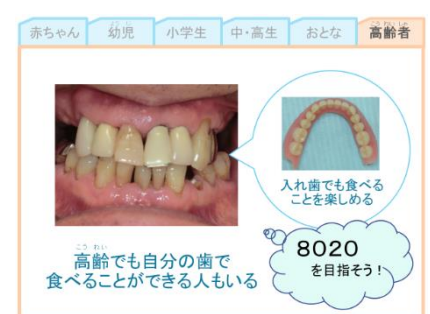 赤ちゃん
幼児
小学生
中・高生
おとな
高齢者
入れ歯でも食べる
ことを楽しめる
高齢でも自分の歯で
食べることができる人もいる
8020
を目指そう！